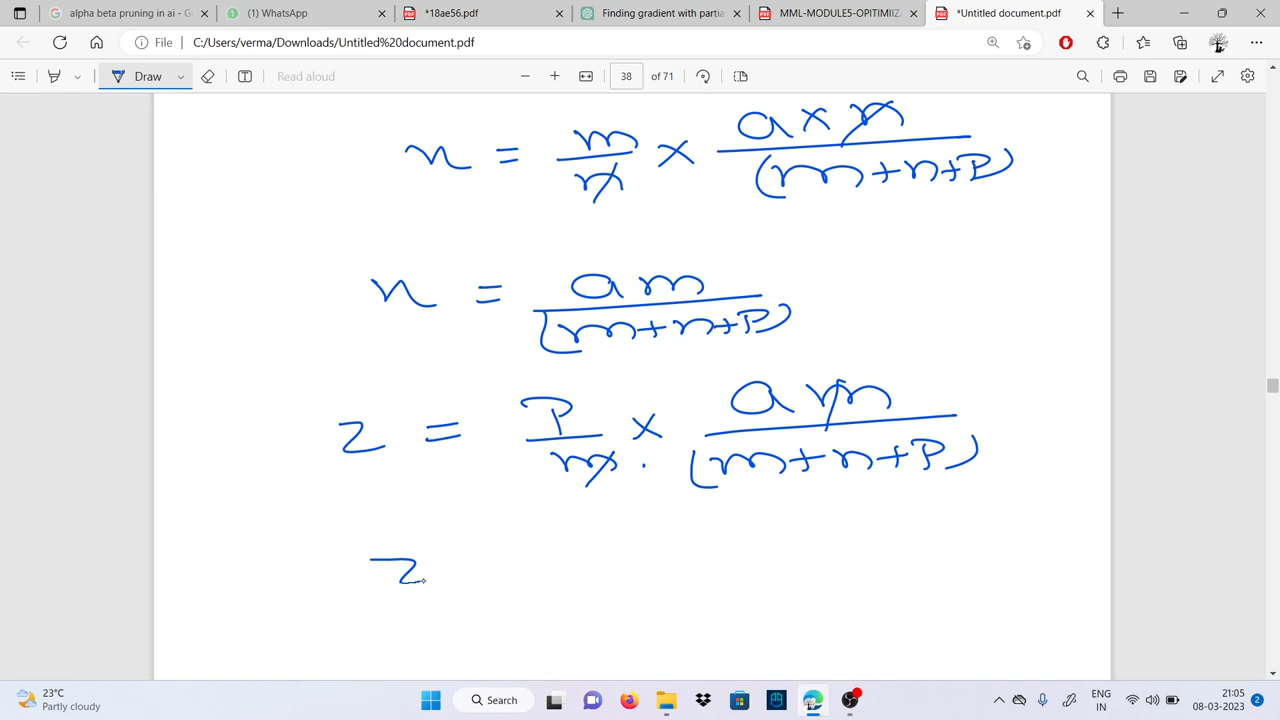 alpha beta pruning in ai - G
(1) WhatsApp
*18ae56.pdf
Finding gradient with partia
MML-MODULE5-OPITIMIZ
*Untitled document.pdf
File C:/Users/verma/Downloads/Untitled%20document.pdf
Draw Read aloud 38 of 71
x = m/n × a × n/(m+n+P)
x = am/(m+n+P)
z = P/m × am/(m+n+P)
z
23°C
Partly cloudy
Search
ENG
IN
21:05
08-03-2023
2